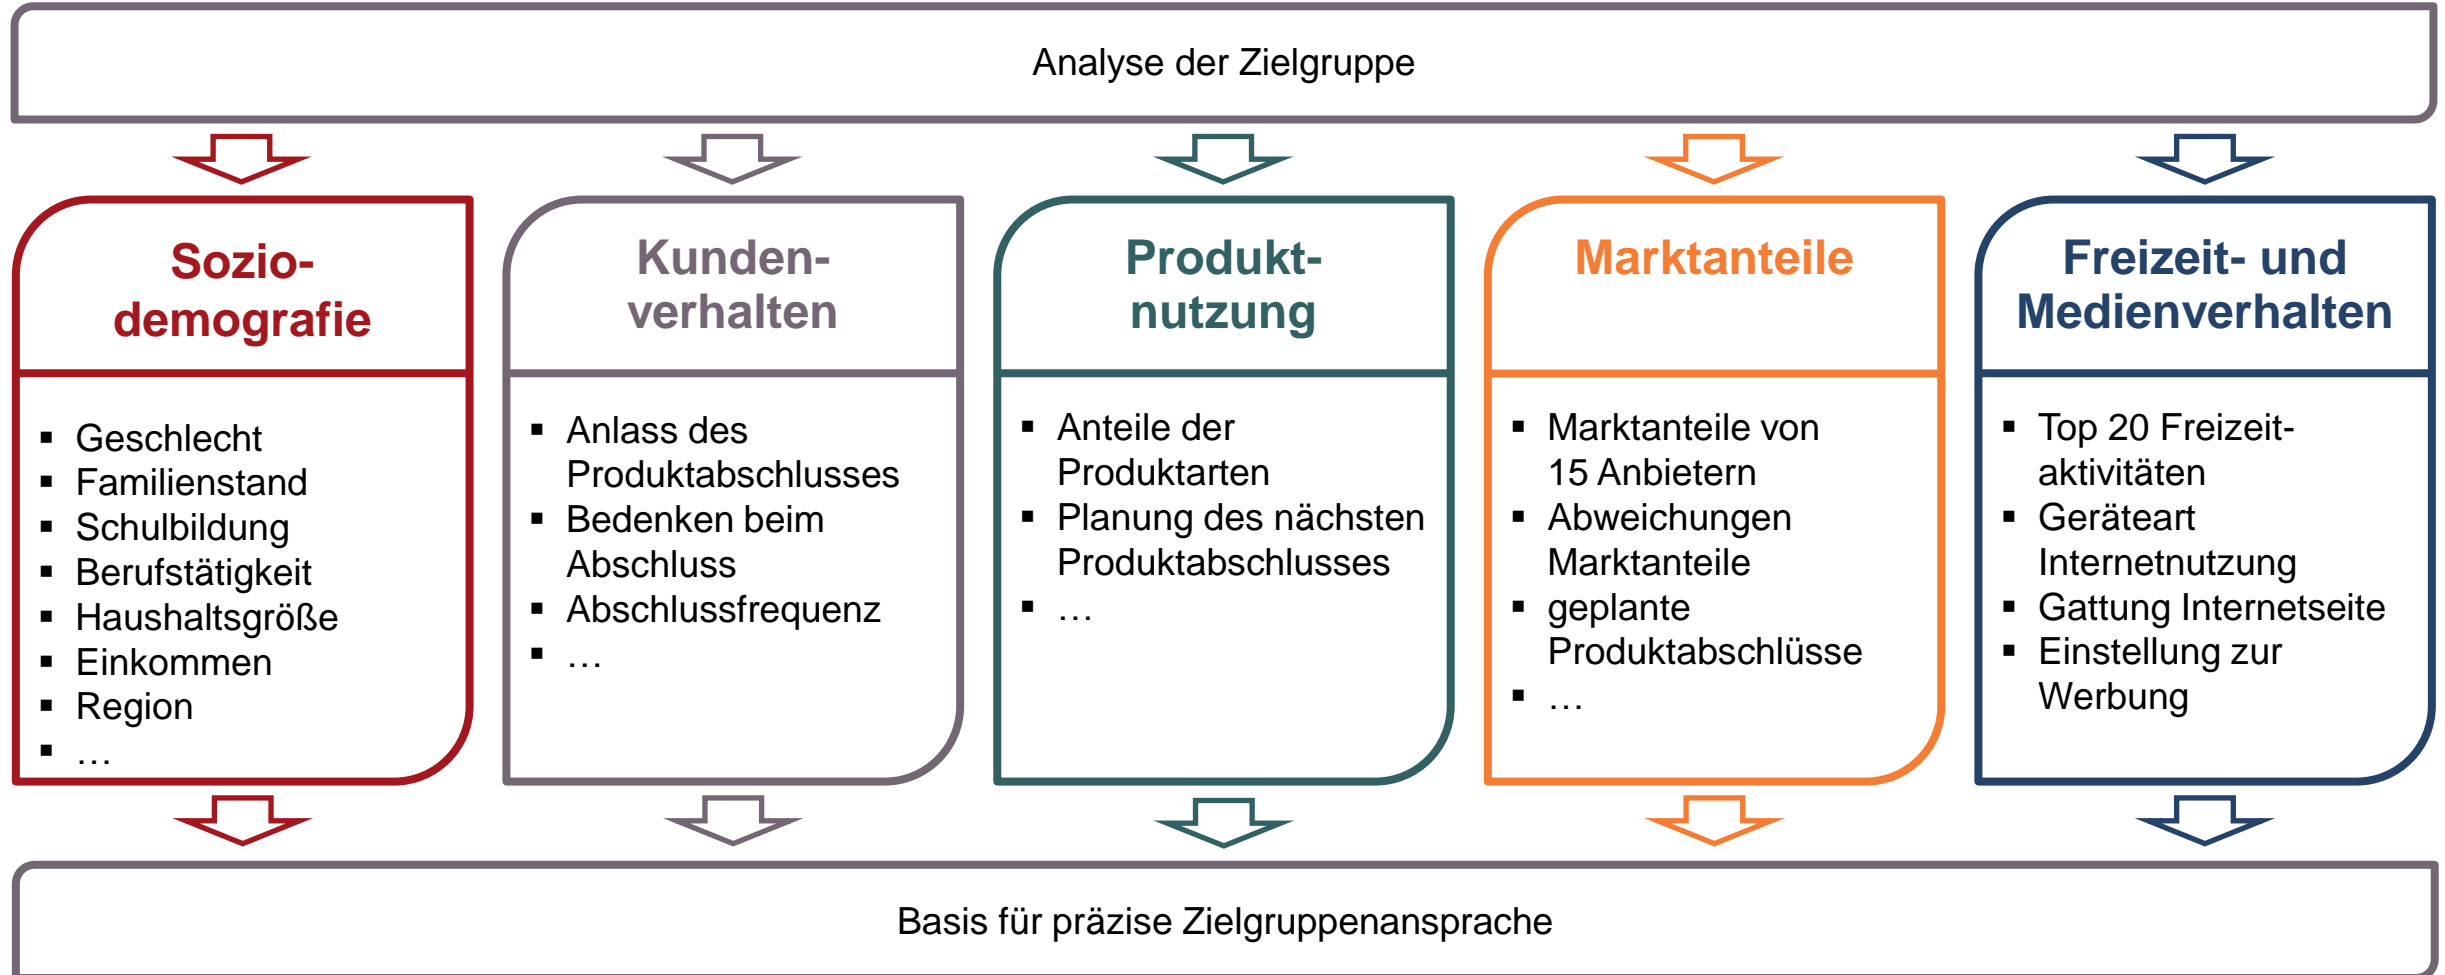 Analyse der Zielgruppe
Sozio-
demografie
▪ Geschlecht
▪ Familienstand
▪ Schulbildung
▪ Berufstätigkeit
▪ Haushaltsgröße
▪ Einkommen
▪ Region
▪ …
Kunden-
verhalten
▪ Anlass des
Produktabschlusses
▪ Bedenken beim
Abschluss
▪ Abschlussfrequenz
▪ …
Produkt-
nutzung
▪ Anteile der
Produktarten
▪ Planung des nächsten
Produktabschlusses
▪ …
Marktanteile
▪ Marktanteile von
15 Anbietern
▪ Abweichungen
Marktanteile
▪ geplante
Produktabschlüsse
▪ …
Freizeit- und
Medienverhalten
▪ Top 20 Freizeit-
aktivitäten
▪ Geräteart
Internetnutzung
▪ Gattung Internetseite
▪ Einstellung zur
Werbung
Basis für präzise Zielgruppenansprache